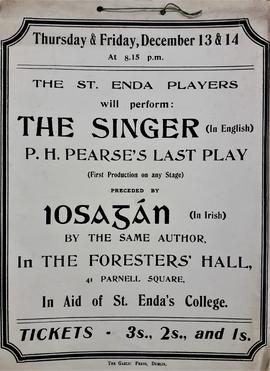 Thursday & Friday, December 13 & 14
At 8.15 p.m.
THE ST. ENDA PLAYERS
will perform:
THE SINGER (In English)
P. H. PEARSE'S LAST PLAY
(First Production on any Stage)
PRECEDED BY
IOSAGÁN (In Irish)
BY THE SAME AUTHOR,
In THE FORESTERS' HALL,
41 PARNELL SQUARE,
In Aid of St. Enda's College.
TICKETS - 3s., 2s., and 1s.
THE GAELIC PRESS, DUBLIN.